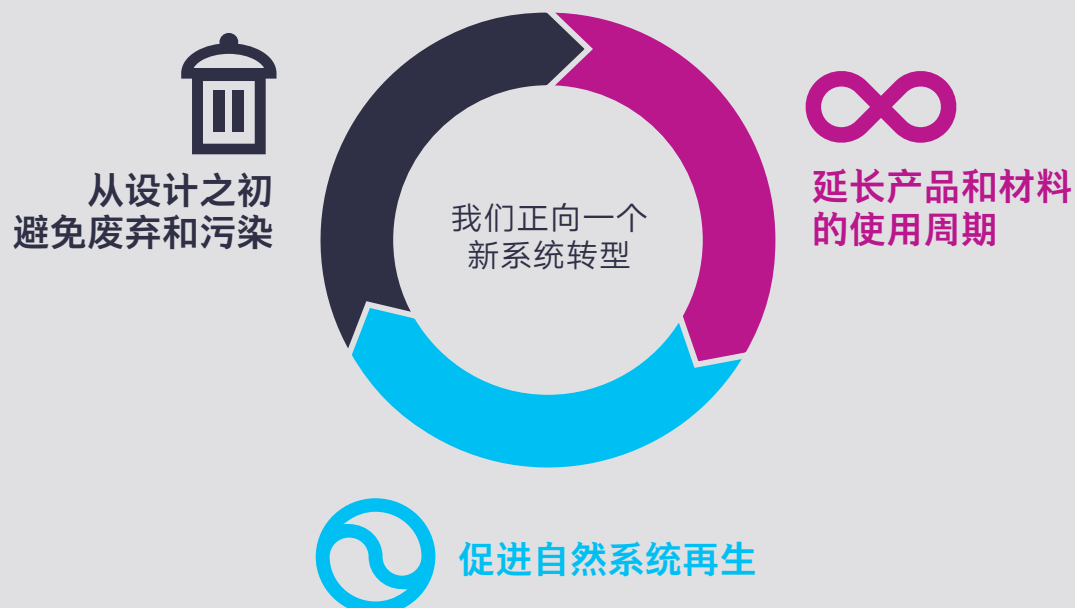 从设计之初
避免废弃和污染
我们正向一个
新系统转型
延长产品和材料
的使用周期
促进自然系统再生